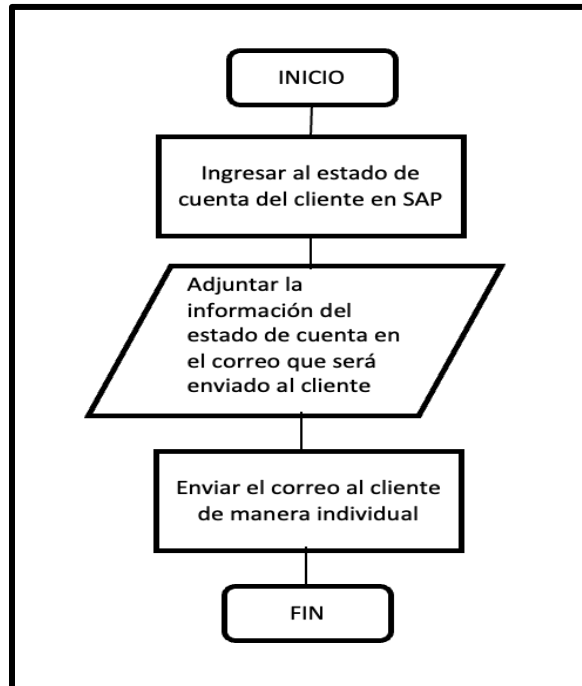 INICIO
Ingresar al estado de
cuenta del cliente en SAP
Adjuntar la
información del
estado de cuenta en
el correo que será
enviado al cliente
Enviar el correo al cliente
de manera individual
FIN